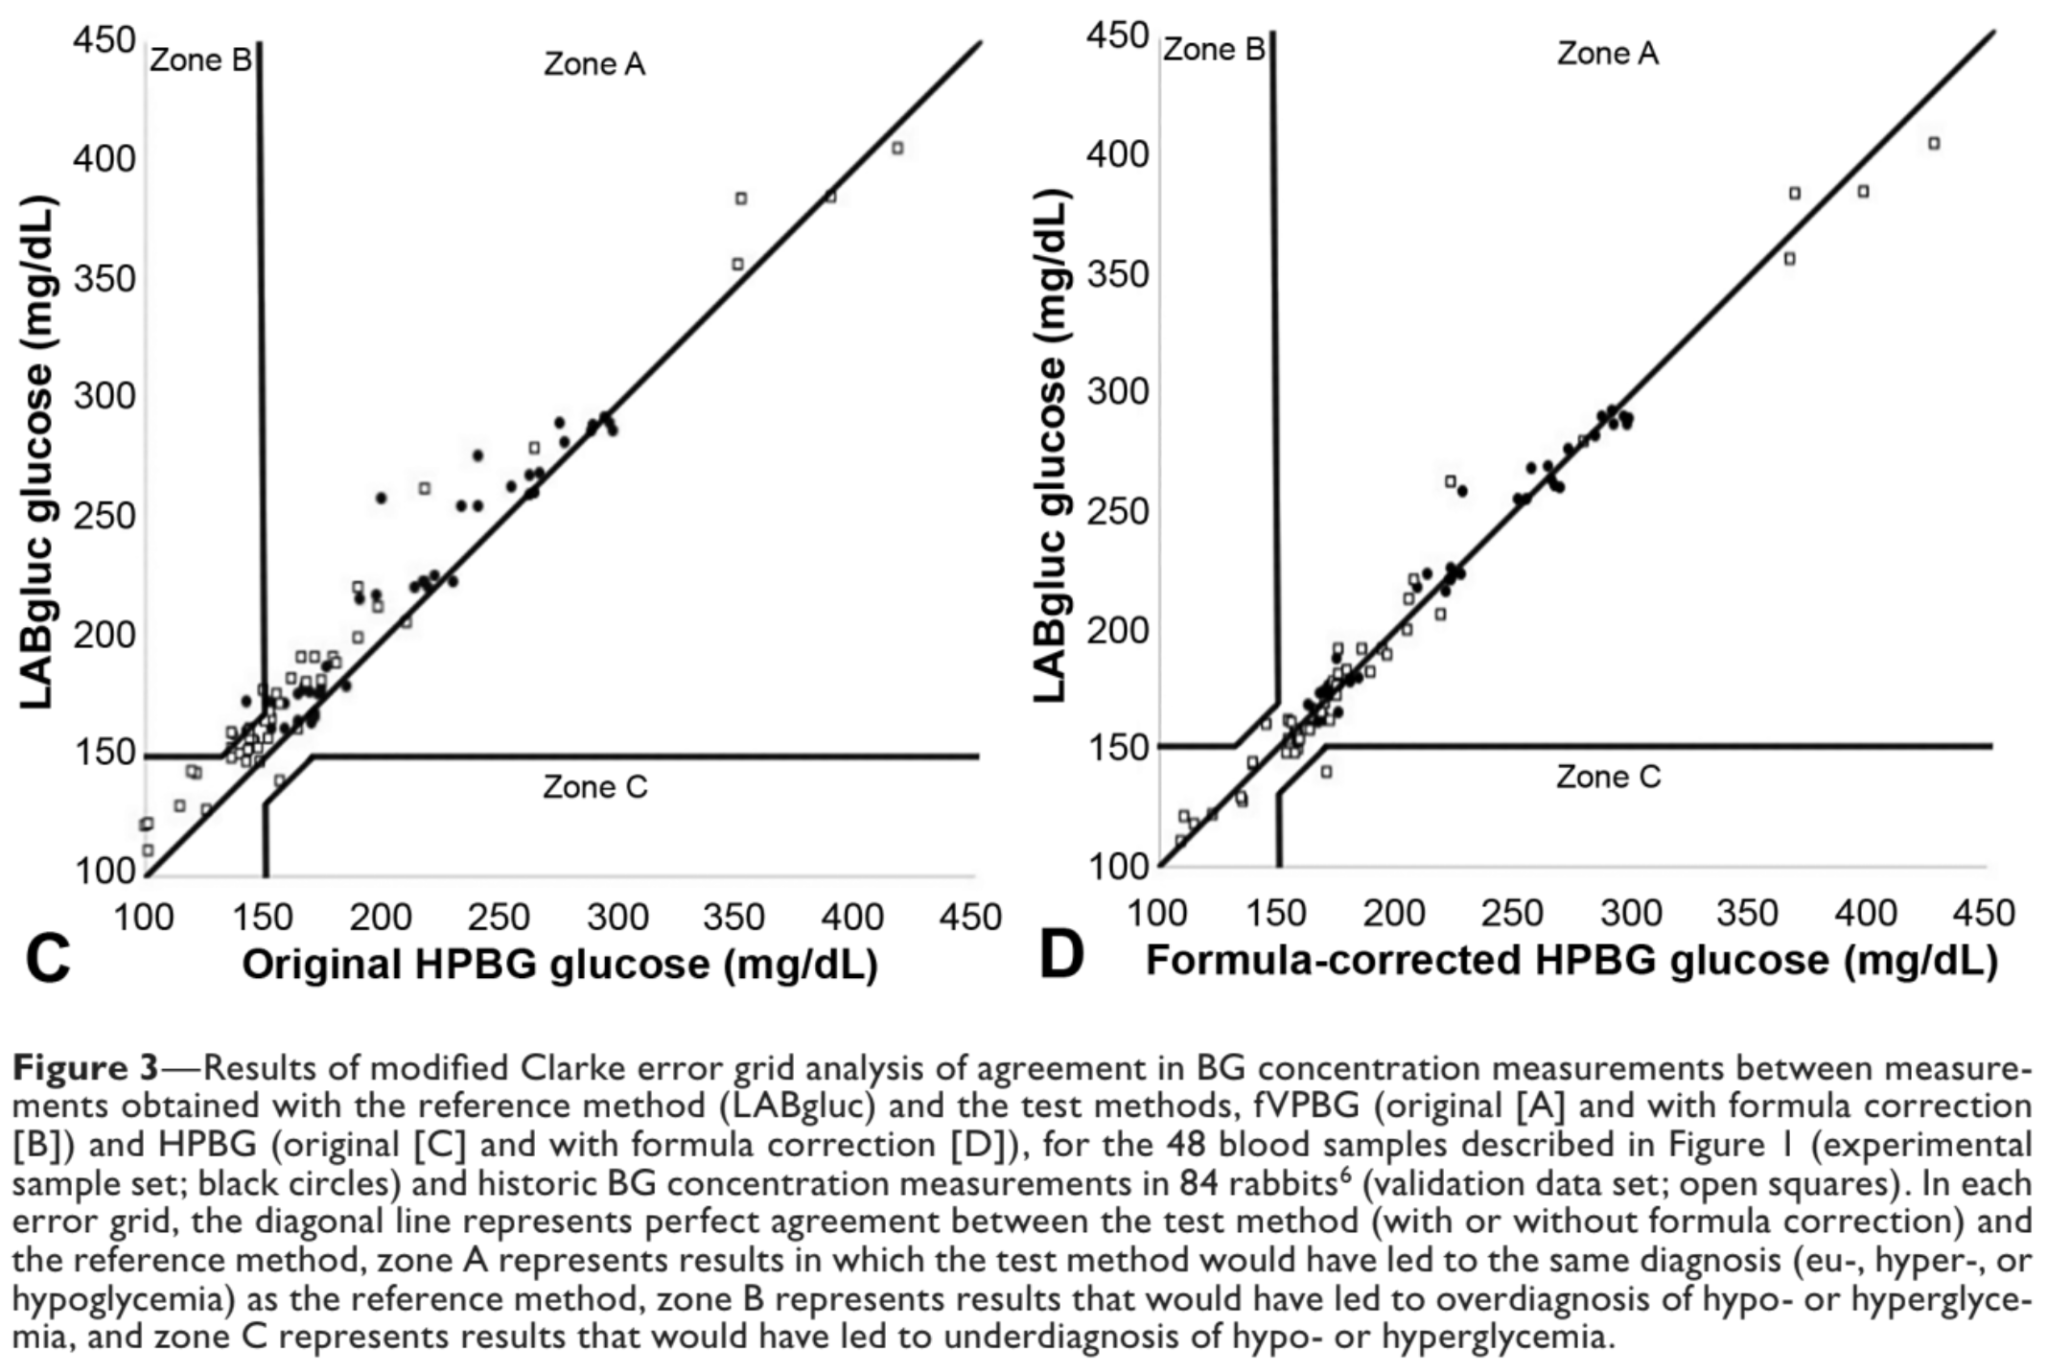 450
Zone B
Zone A
400
350
300
250
200
150
Zone C
100
100 150 200 250 300 350 400 450
LABgluc glucose (mg/dL)
C
Original HPBG glucose (mg/dL)
450
Zone B
Zone A
400
350
300
250
200
150
Zone C
100
100 150 200 250 300 350 400 450
LABgluc glucose (mg/dL)
D
Formula-corrected HPBG glucose (mg/dL)
Figure 3—Results of modified Clarke error grid analysis of agreement in BG concentration measurements between measure-
ments obtained with the reference method (LABgluc) and the test methods, fVPBG (original [A] and with formula correction
[B]) and HPBG (original [C] and with formula correction [D]), for the 48 blood samples described in Figure 1 (experimental
sample set; black circles) and historic BG concentration measurements in 84 rabbits⁶ (validation data set; open squares). In each
error grid, the diagonal line represents perfect agreement between the test method (with or without formula correction) and
the reference method, zone A represents results in which the test method would have led to the same diagnosis (eu-, hyper-, or
hypoglycemia) as the reference method, zone B represents results that would have led to overdiagnosis of hypo- or hyperglyce-
mia, and zone C represents results that would have led to underdiagnosis of hypo- or hyperglycemia.